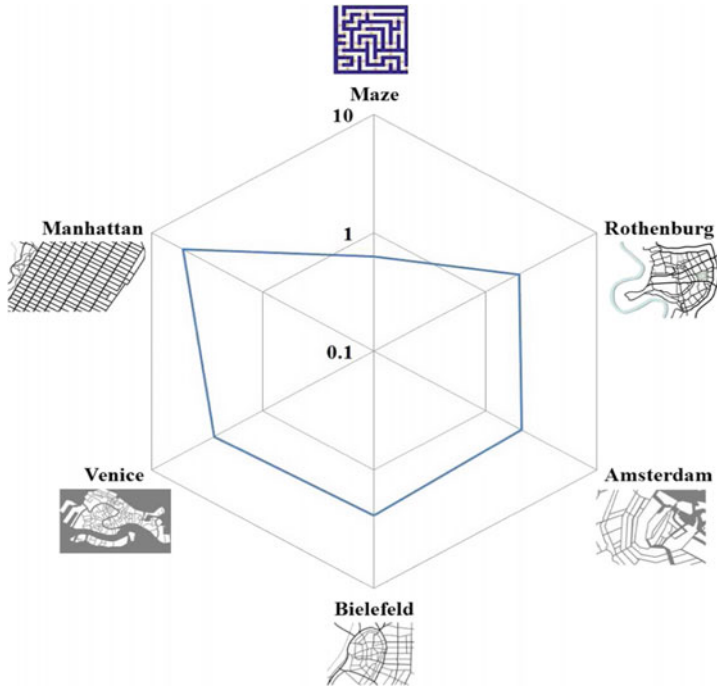 Maze
10
Manhattan
1
Rothenburg
0.1
Venice
Amsterdam
Bielefeld